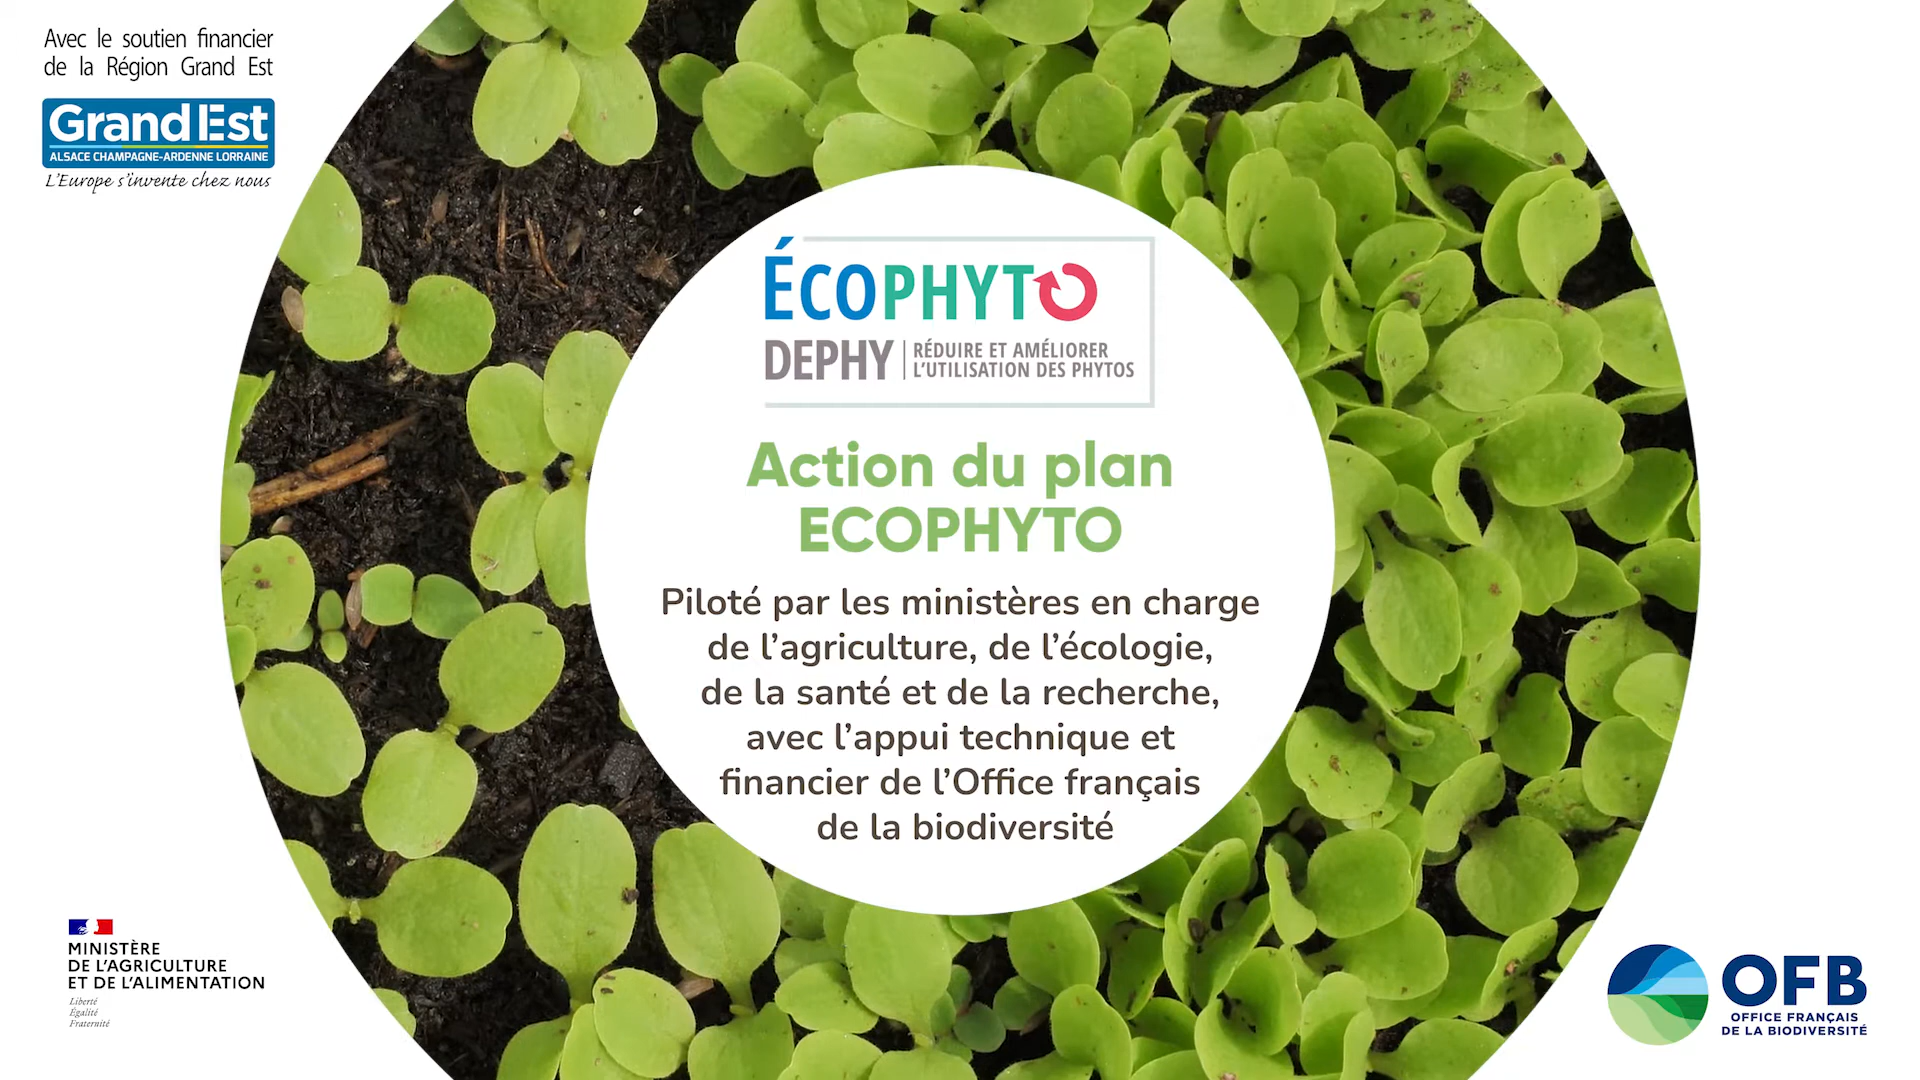 Avec le soutien financier
de la Région Grand Est
Grand Est
ALSACE CHAMPAGNE-ARDENNE LORRAINE
L'Europe s'invente chez nous
ÉCOPHYTO
DEPHY
RÉDUIRE ET AMÉLIORER
L'UTILISATION DES PHYTOS
Action du plan
ECOPHYTO
Piloté par les ministères en charge
de l'agriculture, de l'écologie,
de la santé et de la recherche,
avec l'appui technique et
financier de l'Office français
de la biodiversité
MINISTÈRE
DE L'AGRICULTURE
ET DE L'ALIMENTATION
Liberté
Égalité
Fraternité
OFB
OFFICE FRANÇAIS
DE LA BIODIVERSITÉ